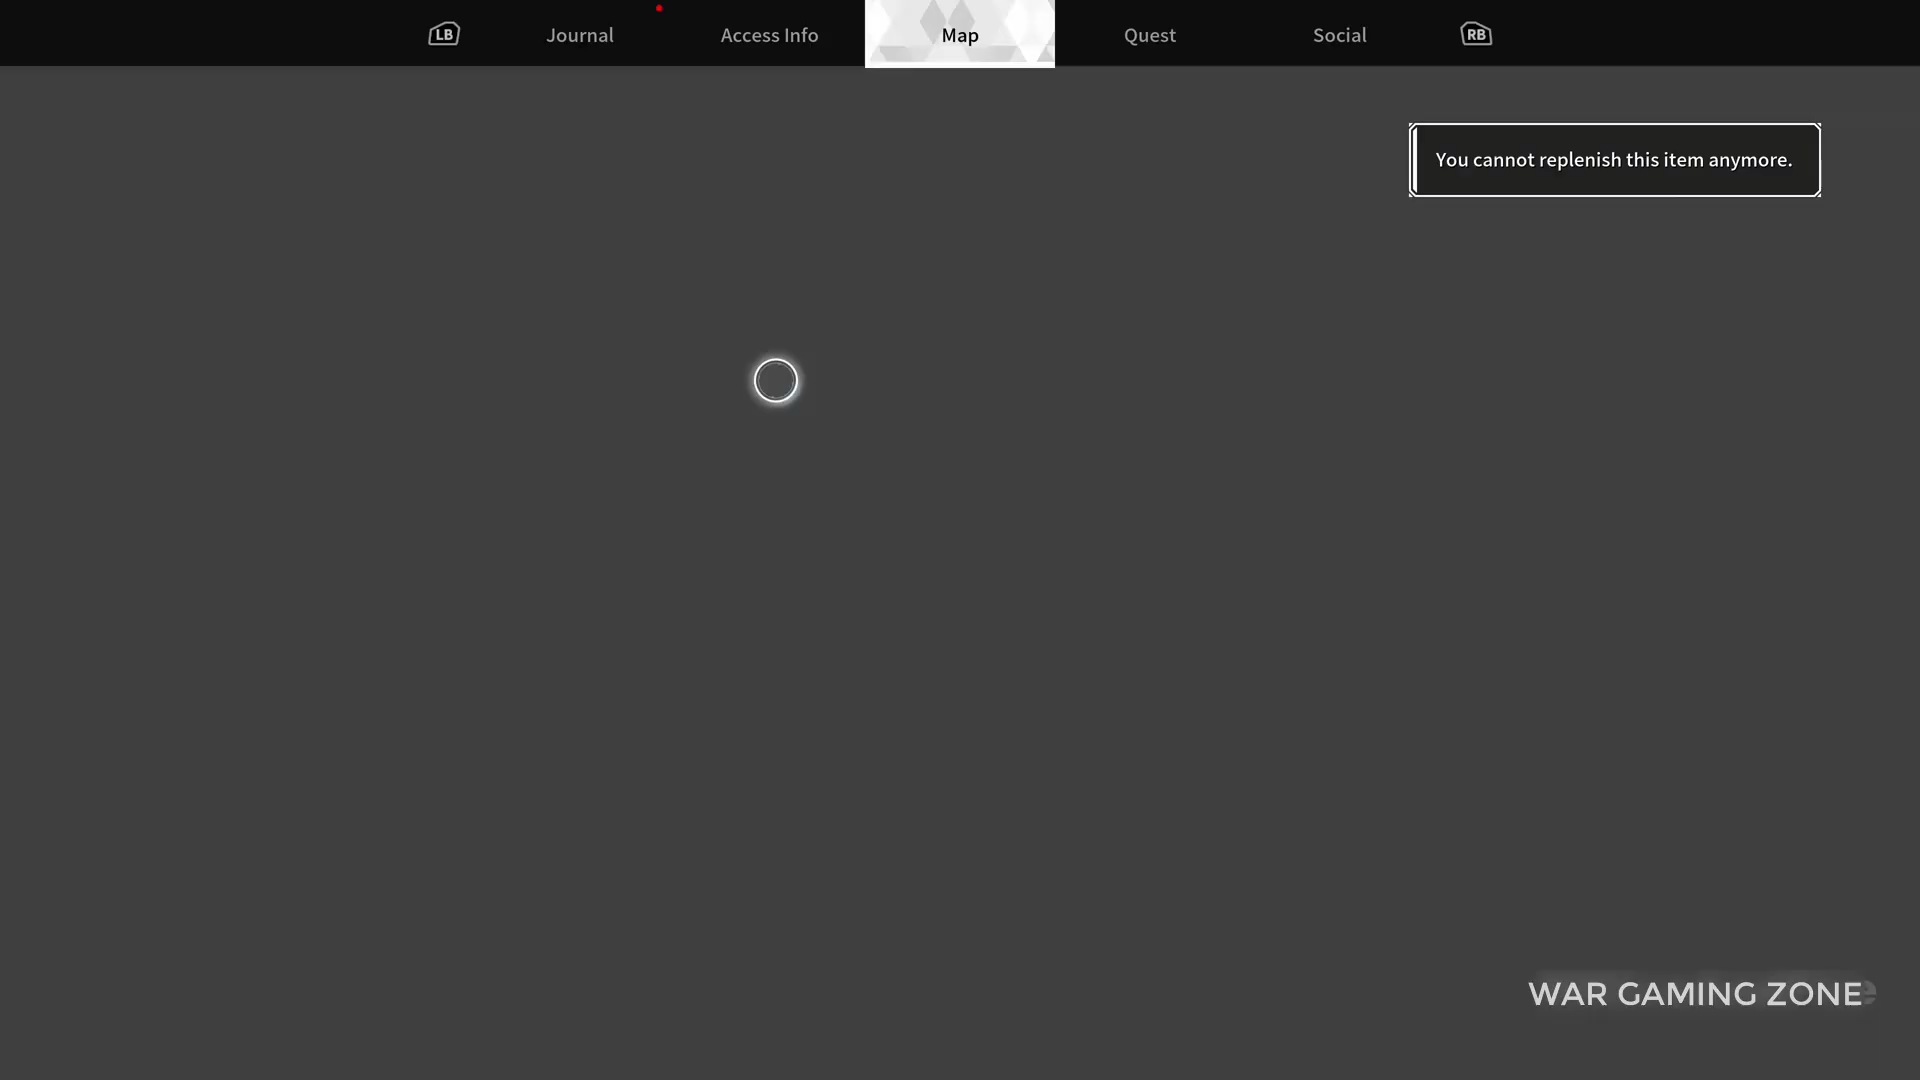 LB Journal Access Info Map Quest Social RB
You cannot replenish this item anymore.
WAR GAMING ZONE